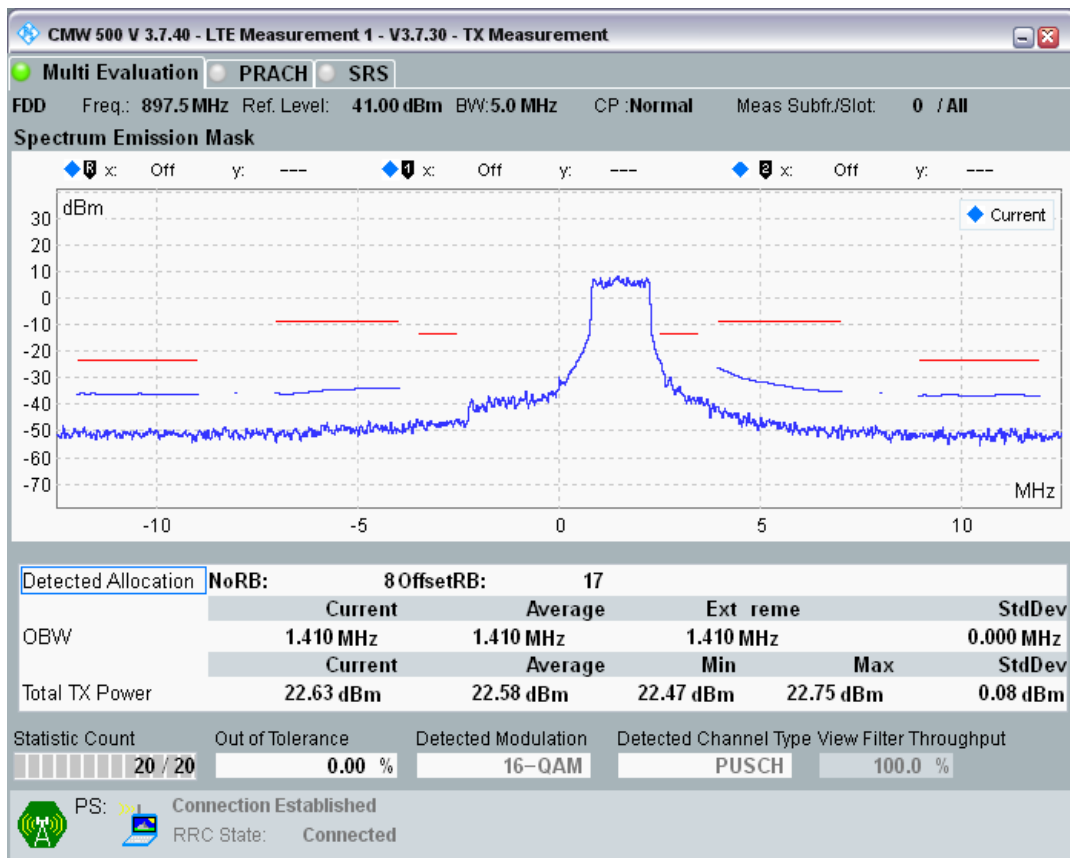 CMW 500 V 3.7.40 - LTE Measurement 1 - V3.7.30 - TX Measurement
Multi Evaluation PRACH SRS
FDD Freq.: 897.5 MHz Ref. Level: 41.00 dBm BW:5.0 MHz CP :Normal Meas Subfr./Slot: 0 / All
Spectrum Emission Mask
R x: Off y: --- 1 x: Off y: --- 2 x: Off y: ---
dBm
Current
30
20
10
0
-10
-20
-30
-40
-50
-60
-70
MHz
-10 -5 0 5 10
Detected Allocation NoRB: 8 OffsetRB: 17
Current Average Ext reme StdDev
OBW 1.410 MHz 1.410 MHz 1.410 MHz 0.000 MHz
Current Average Min Max StdDev
Total TX Power 22.63 dBm 22.58 dBm 22.47 dBm 22.75 dBm 0.08 dBm
Statistic Count Out of Tolerance Detected Modulation Detected Channel Type View Filter Throughput
20 / 20 0.00 % 16-QAM PUSCH 100.0 %
PS: Connection Established
RRC State: Connected